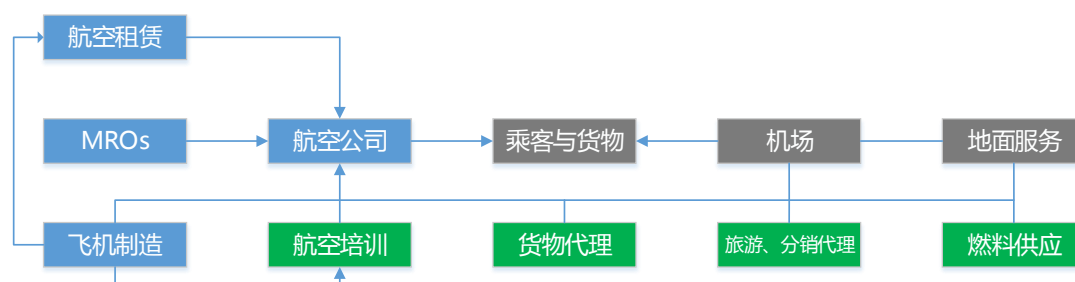 航空租赁
MROs
航空公司
乘客与货物
机场
地面服务
飞机制造
航空培训
货物代理
旅游、分销代理
燃料供应